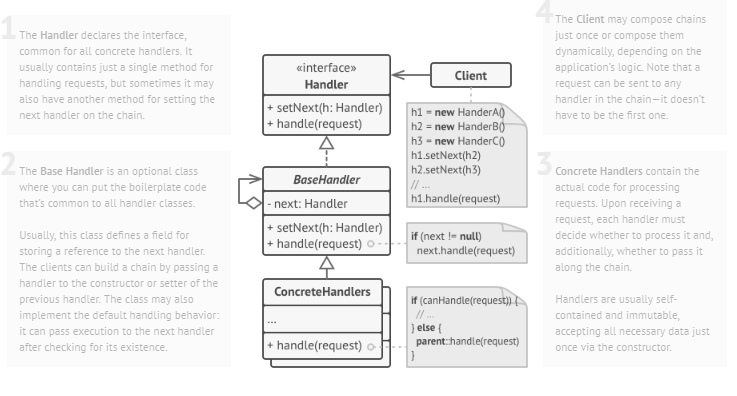 1
The Handler declares the interface,
common for all concrete handlers. It
usually contains just a single method for
handling requests, but sometimes it may
also have another method for setting the
next handler on the chain.
2
The Base Handler is an optional class
where you can put the boilerplate code
that's common to all handler classes.
Usually, this class defines a field for
storing a reference to the next handler.
The clients can build a chain by passing a
handler to the constructor or setter of the
previous handler. The class may also
implement the default handling behavior:
it can pass execution to the next handler
after checking for its existence.
«interface»
Handler
+ setNext(h: Handler)
+ handle(request)
BaseHandler
- next: Handler
+ setNext(h: Handler)
+ handle(request)
ConcreteHandlers
...
+ handle(request)
Client
h1 = new HanderA()
h2 = new HanderB()
h3 = new HanderC()
h1.setNext(h2)
h2.setNext(h3)
// ...
h1.handle(request)
if (next != null)
next.handle(request)
if (canHandle(request)) {
// ...
} else {
parent::handle(request)
}
4
The Client may compose chains
just once or compose them
dynamically, depending on the
application's logic. Note that a
request can be sent to any
handler in the chain—it doesn't
have to be the first one.
3
Concrete Handlers contain the
actual code for processing
requests. Upon receiving a
request, each handler must
decide whether to process it and,
additionally, whether to pass it
along the chain.
Handlers are usually self-
contained and immutable,
accepting all necessary data just
once via the constructor.